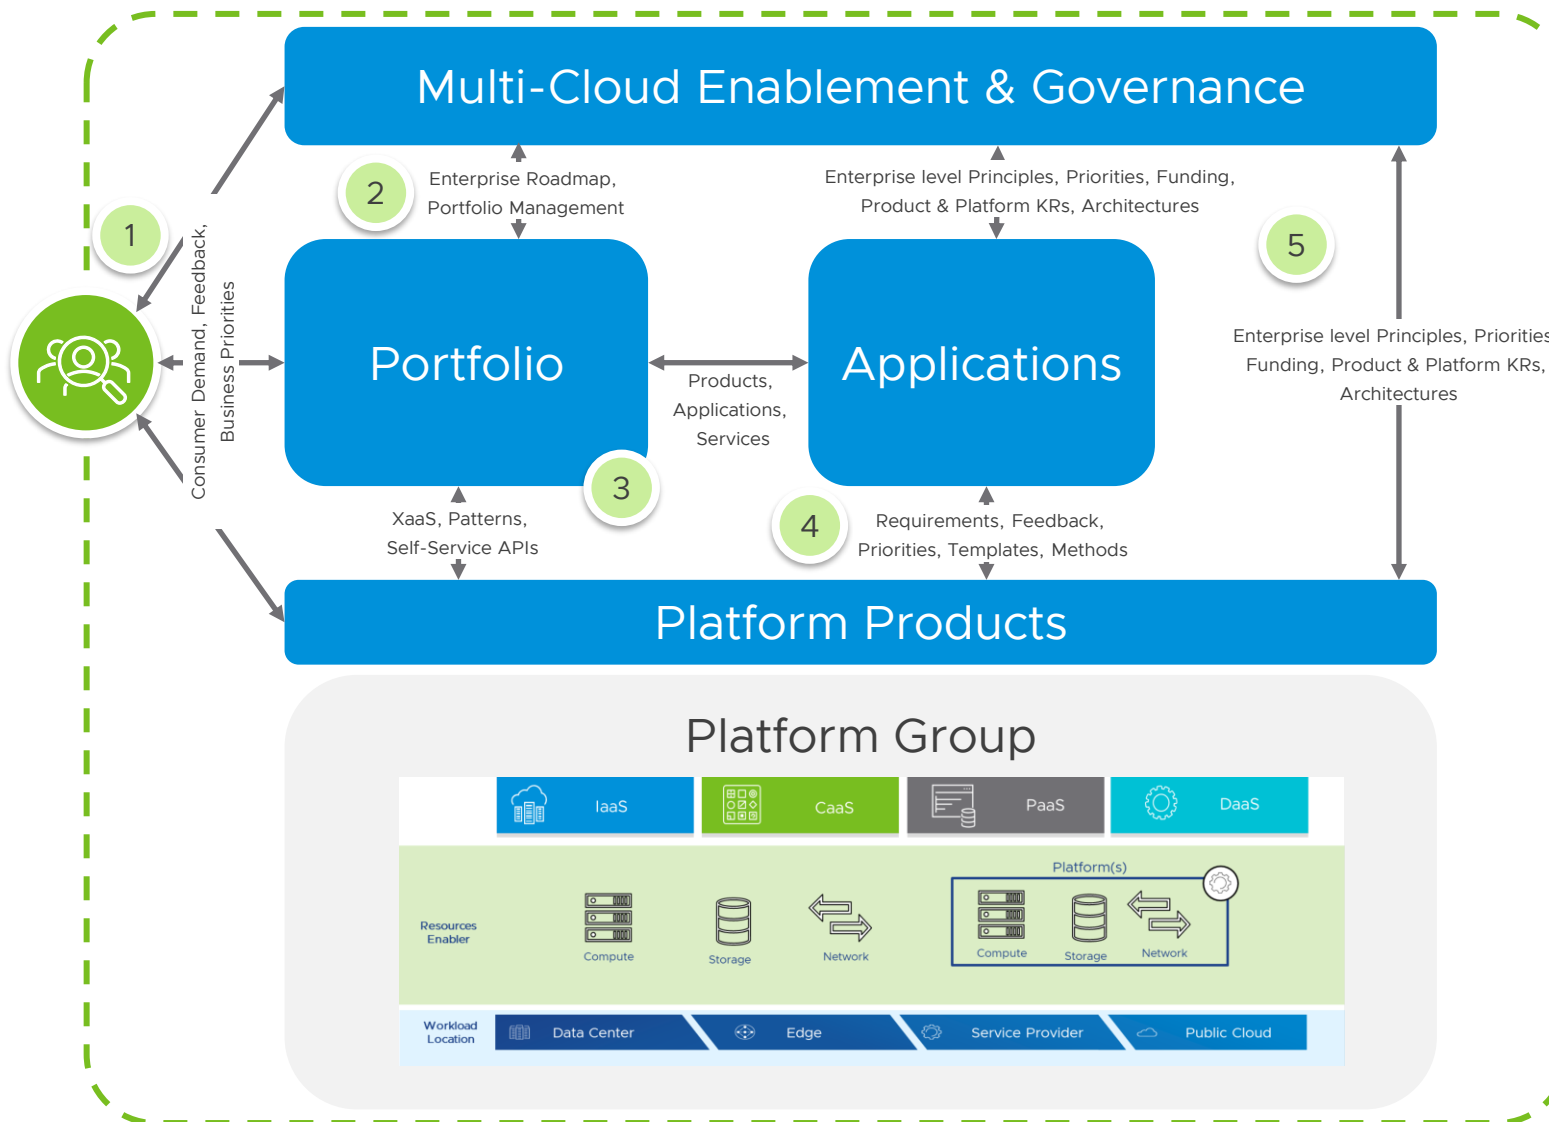 Multi-Cloud Enablement & Governance
1
Consumer Demand, Feedback,
Business Priorities
2
Enterprise Roadmap,
Portfolio Management
Enterprise level Principles, Priorities, Funding,
Product & Platform KRs, Architectures
5
Enterprise level Principles, Priorities
Funding, Product & Platform KRs,
Architectures
Portfolio
Products,
Applications,
Services
Applications
3
4
XaaS, Patterns,
Self-Service APIs
Requirements, Feedback,
Priorities, Templates, Methods
Platform Products
Platform Group
IaaS
CaaS
PaaS
DaaS
Resources
Enabler
Compute
Storage
Network
Platform(s)
Compute
Storage
Network
Workload
Location
Data Center
Edge
Service Provider
Public Cloud